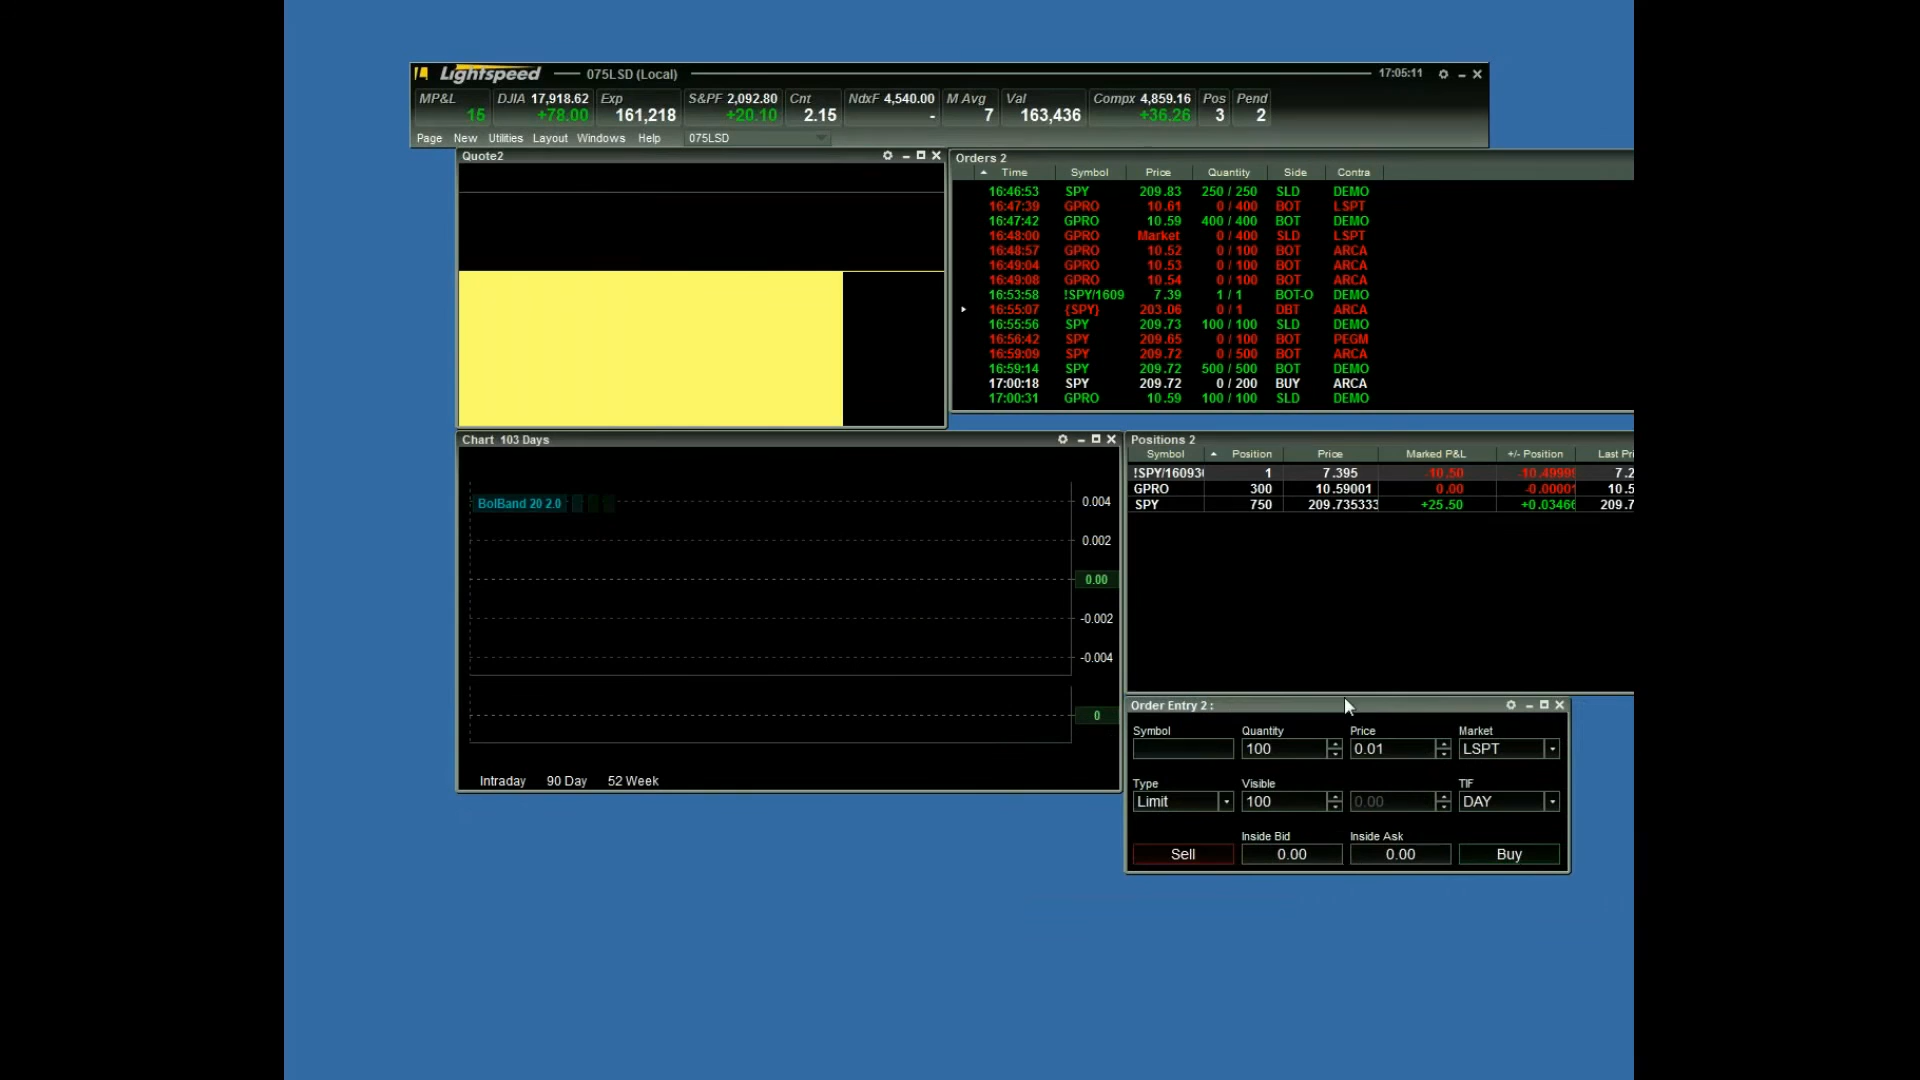 Lightspeed 075LSD (Local) 17:05:11
MP&L DJIA 17,918.62 Exp S&PF 2,092.80 Cnt NdxF 4,540.00 M Avg Val Compx 4,859.16 Pos Pend
15 +78.00 161,218 +20.10 2.15 - 7 163,436 +36.26 3 2
Page New Utilities Layout Windows Help 075LSD
Quote2
Orders 2
Time Symbol Price Quantity Side Contra
16:46:53 SPY 209.83 250 / 250 SLD DEMO
16:47:39 GPRO 10.61 0 / 400 BOT LSPT
16:47:42 GPRO 10.59 400 / 400 BOT DEMO
16:48:00 GPRO Market 0 / 400 SLD LSPT
16:48:57 GPRO 10.52 0 / 100 BOT ARCA
16:49:04 GPRO 10.53 0 / 100 BOT ARCA
16:49:08 GPRO 10.54 0 / 100 BOT ARCA
16:53:58 !SPY/1609 7.39 1 / 1 BOT-O DEMO
16:55:07 {SPY} 203.06 0 / 1 DBT ARCA
16:55:56 SPY 209.73 100 / 100 SLD DEMO
16:56:42 SPY 209.65 0 / 100 BOT PEGM
16:59:09 SPY 209.72 0 / 500 BOT ARCA
16:59:14 SPY 209.72 500 / 500 BOT DEMO
17:00:18 SPY 209.72 0 / 200 BUY ARCA
17:00:31 GPRO 10.59 100 / 100 SLD DEMO
Chart 103 Days
BolBand 20 2.0
0.004
0.002
0.00
-0.002
-0.004
0
Intraday 90 Day 52 Week
Positions 2
Symbol Position Price Marked P&L +/- Position Last Pri
!SPY/16093 1 7.395 -10.50 -10.4999 7.2
GPRO 300 10.59001 0.00 -0.00001 10.5
SPY 750 209.735333 +25.50 +0.03466 209.7
Order Entry 2 :
Symbol Quantity Price Market
100 0.01 LSPT
Type Visible TIF
Limit 100 0.00 DAY
Inside Bid Inside Ask
Sell 0.00 0.00 Buy